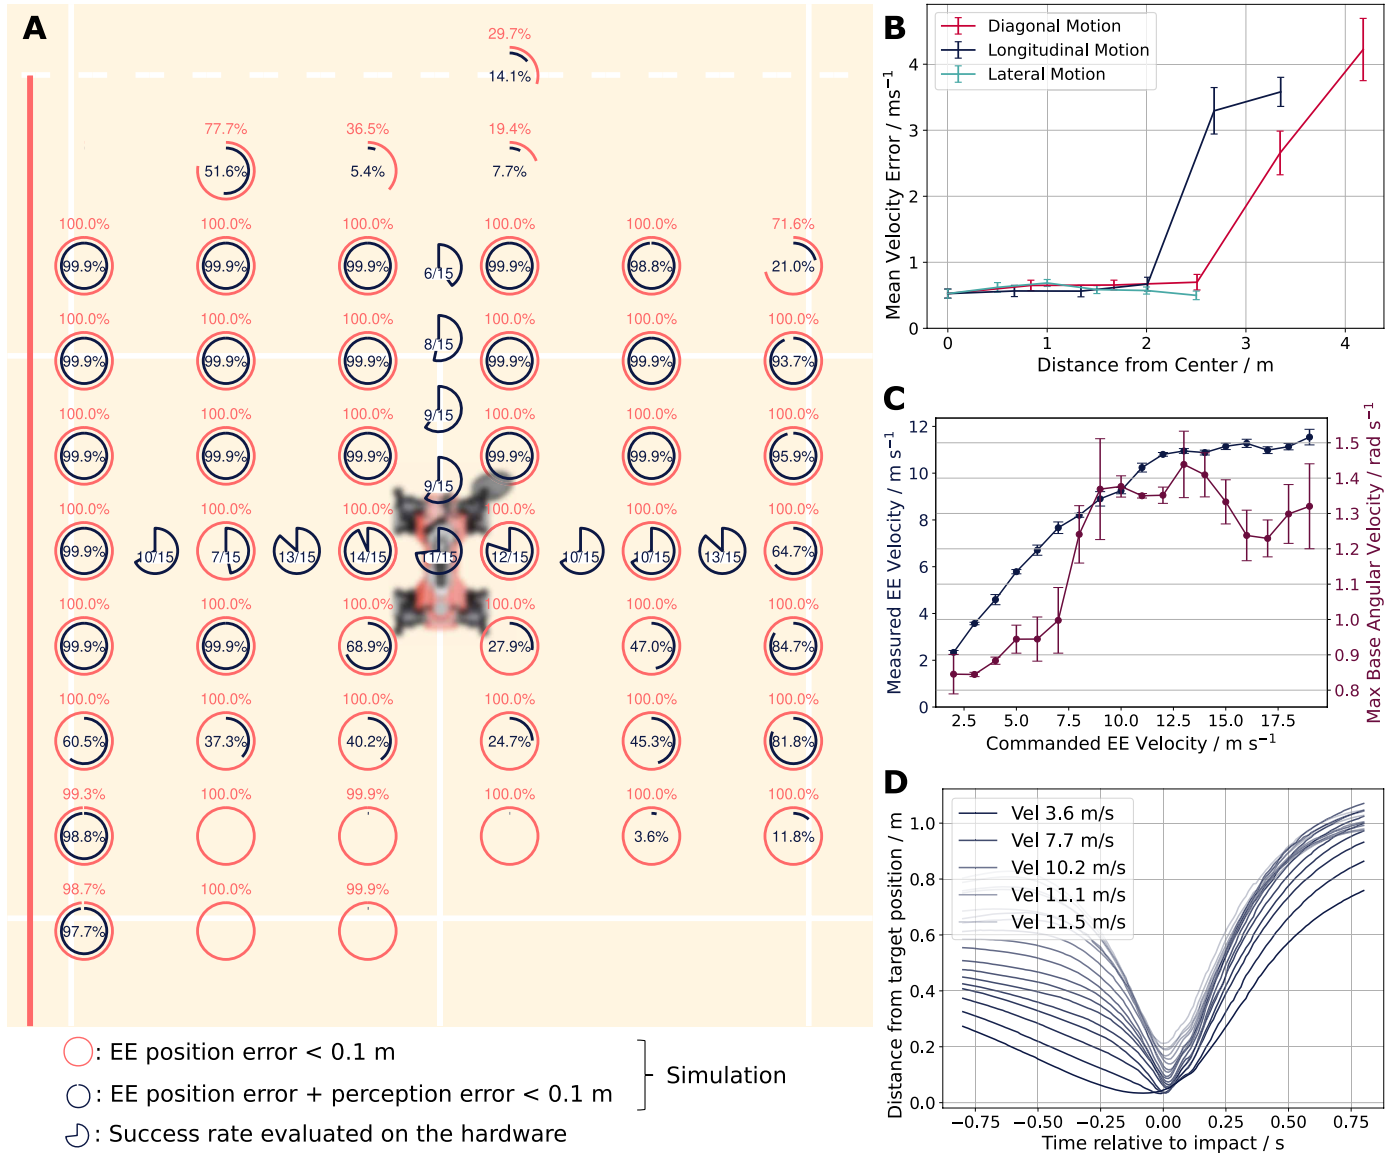 A
29.7%
14.1%
77.7% 36.5% 19.4%
51.6% 5.4% 7.7%
100.0% 100.0% 100.0% 100.0% 100.0% 71.6%
99.9% 99.9% 99.9% 6/15 99.9% 98.8% 21.0%
100.0% 100.0% 100.0% 8/15 100.0% 100.0% 100.0%
99.9% 99.9% 99.9% 99.9% 99.9% 93.7%
100.0% 100.0% 100.0% 9/15 100.0% 100.0% 100.0%
99.9% 99.9% 99.9% 99.9% 99.9% 95.9%
9/15
100.0% 100.0% 100.0% 100.0% 100.0% 100.0%
99.9% 10/15 7/15 13/15 14/15 11/15 12/15 10/15 10/15 13/15 64.7%
100.0% 100.0% 100.0% 100.0% 100.0% 100.0%
99.9% 99.9% 68.9% 27.9% 47.0% 84.7%
100.0% 100.0% 100.0% 100.0% 100.0% 100.0%
60.5% 37.3% 40.2% 24.7% 45.3% 81.8%
99.3% 100.0% 99.9% 100.0% 100.0% 100.0%
98.8% 3.6% 11.8%
98.7% 100.0% 99.9%
97.7%
: EE position error < 0.1 m
: EE position error + perception error < 0.1 m
: Success rate evaluated on the hardware
Simulation
B
Diagonal Motion
Longitudinal Motion
Lateral Motion
Mean Velocity Error / ms⁻¹
4
3
2
1
0
0 1 2 3 4
Distance from Center / m
C
Measured EE Velocity / m s⁻¹
12
10
8
6
4
2
0
Max Base Angular Velocity / rad s⁻¹
1.5
1.4
1.3
1.2
1.1
1.0
0.9
0.8
2.5 5.0 7.5 10.0 12.5 15.0 17.5
Commanded EE Velocity / m s⁻¹
D
Vel 3.6 m/s
Vel 7.7 m/s
Vel 10.2 m/s
Vel 11.1 m/s
Vel 11.5 m/s
Distance from target position / m
1.0
0.8
0.6
0.4
0.2
0.0
−0.75 −0.50 −0.25 0.00 0.25 0.50 0.75
Time relative to impact / s